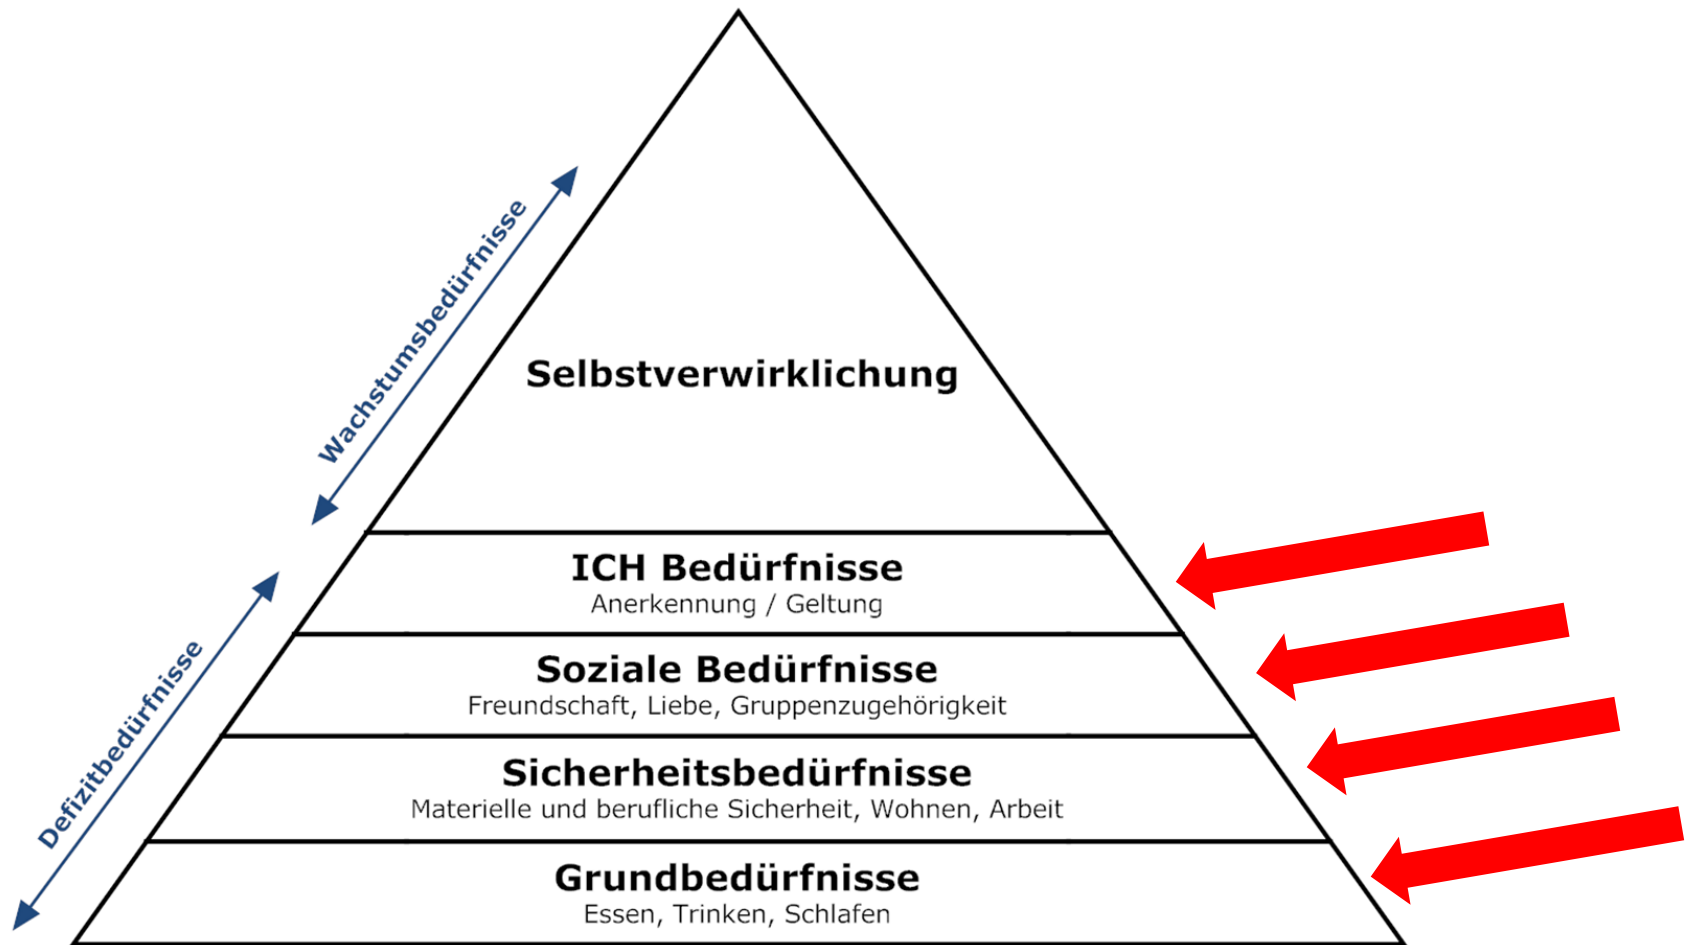 Wachstumsbedürfnisse
Selbstverwirklichung
Defizitbedürfnisse
ICH Bedürfnisse
Anerkennung / Geltung
Soziale Bedürfnisse
Freundschaft, Liebe, Gruppenzugehörigkeit
Sicherheitsbedürfnisse
Materielle und berufliche Sicherheit, Wohnen, Arbeit
Grundbedürfnisse
Essen, Trinken, Schlafen